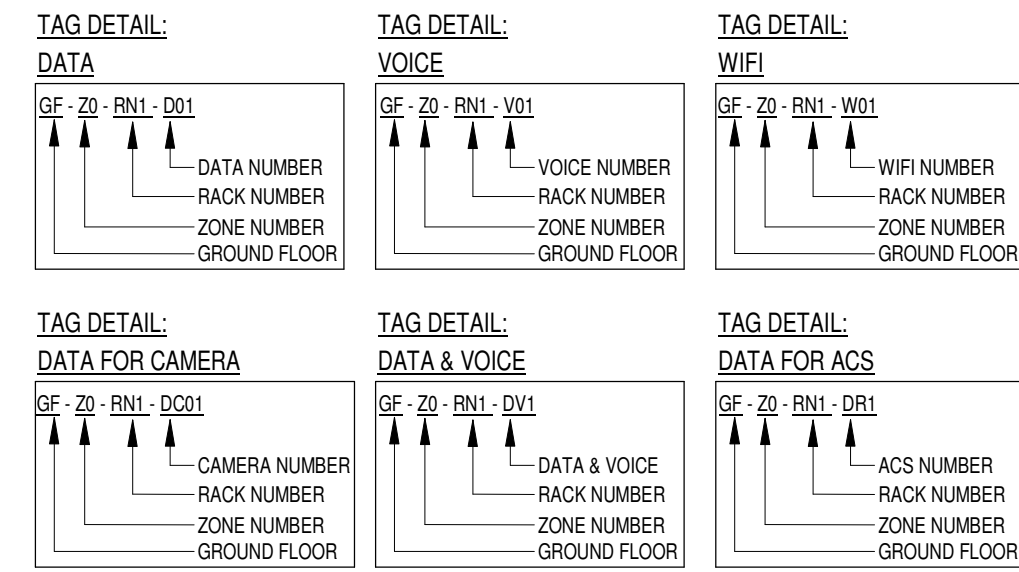 TAG DETAIL:
DATA
GF - Z0 - RN1 - D01
DATA NUMBER
RACK NUMBER
ZONE NUMBER
GROUND FLOOR
TAG DETAIL:
VOICE
GF - Z0 - RN1 - V01
VOICE NUMBER
RACK NUMBER
ZONE NUMBER
GROUND FLOOR
TAG DETAIL:
WIFI
GF - Z0 - RN1 - W01
WIFI NUMBER
RACK NUMBER
ZONE NUMBER
GROUND FLOOR
TAG DETAIL:
DATA FOR CAMERA
GF - Z0 - RN1 - DC01
CAMERA NUMBER
RACK NUMBER
ZONE NUMBER
GROUND FLOOR
TAG DETAIL:
DATA & VOICE
GF - Z0 - RN1 - DV1
DATA & VOICE
RACK NUMBER
ZONE NUMBER
GROUND FLOOR
TAG DETAIL:
DATA FOR ACS
GF - Z0 - RN1 - DR1
ACS NUMBER
RACK NUMBER
ZONE NUMBER
GROUND FLOOR